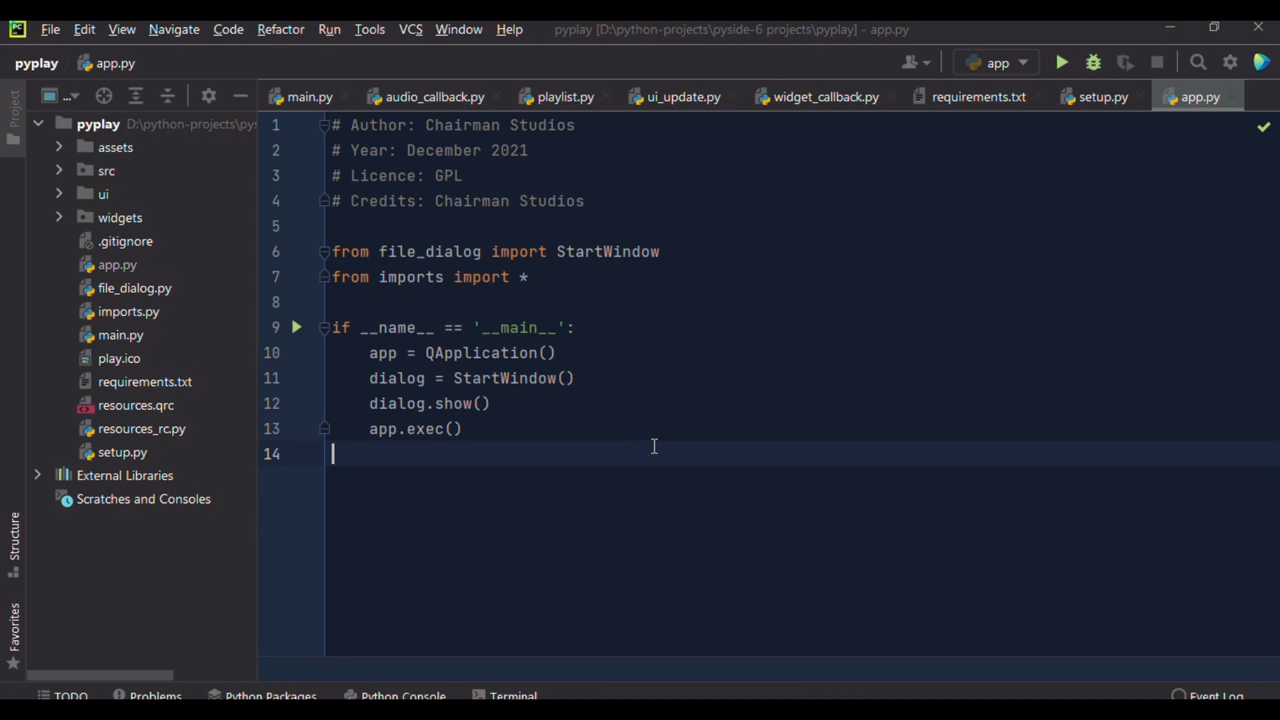 PC File Edit View Navigate Code Refactor Run Tools VCS Window Help pyplay [D:\python-projects\pyside-6 projects\pyplay] - app.py
pyplay app.py app
Project ...
main.py audio_callback.py playlist.py ui_update.py widget_callback.py requirements.txt setup.py app.py
pyplay D:\python-projects\pys
assets
src
ui
widgets
.gitignore
app.py
file_dialog.py
imports.py
main.py
play.ico
requirements.txt
resources.qrc
resources_rc.py
setup.py
External Libraries
Scratches and Consoles
Structure
Favorites
1 # Author: Chairman Studios
2 # Year: December 2021
3 # Licence: GPL
4 # Credits: Chairman Studios
5
6 from file_dialog import StartWindow
7 from imports import *
8
9 if __name__ == '__main__':
10 app = QApplication()
11 dialog = StartWindow()
12 dialog.show()
13 app.exec()
14
TODO Problems Python Packages Python Console Terminal Event Log